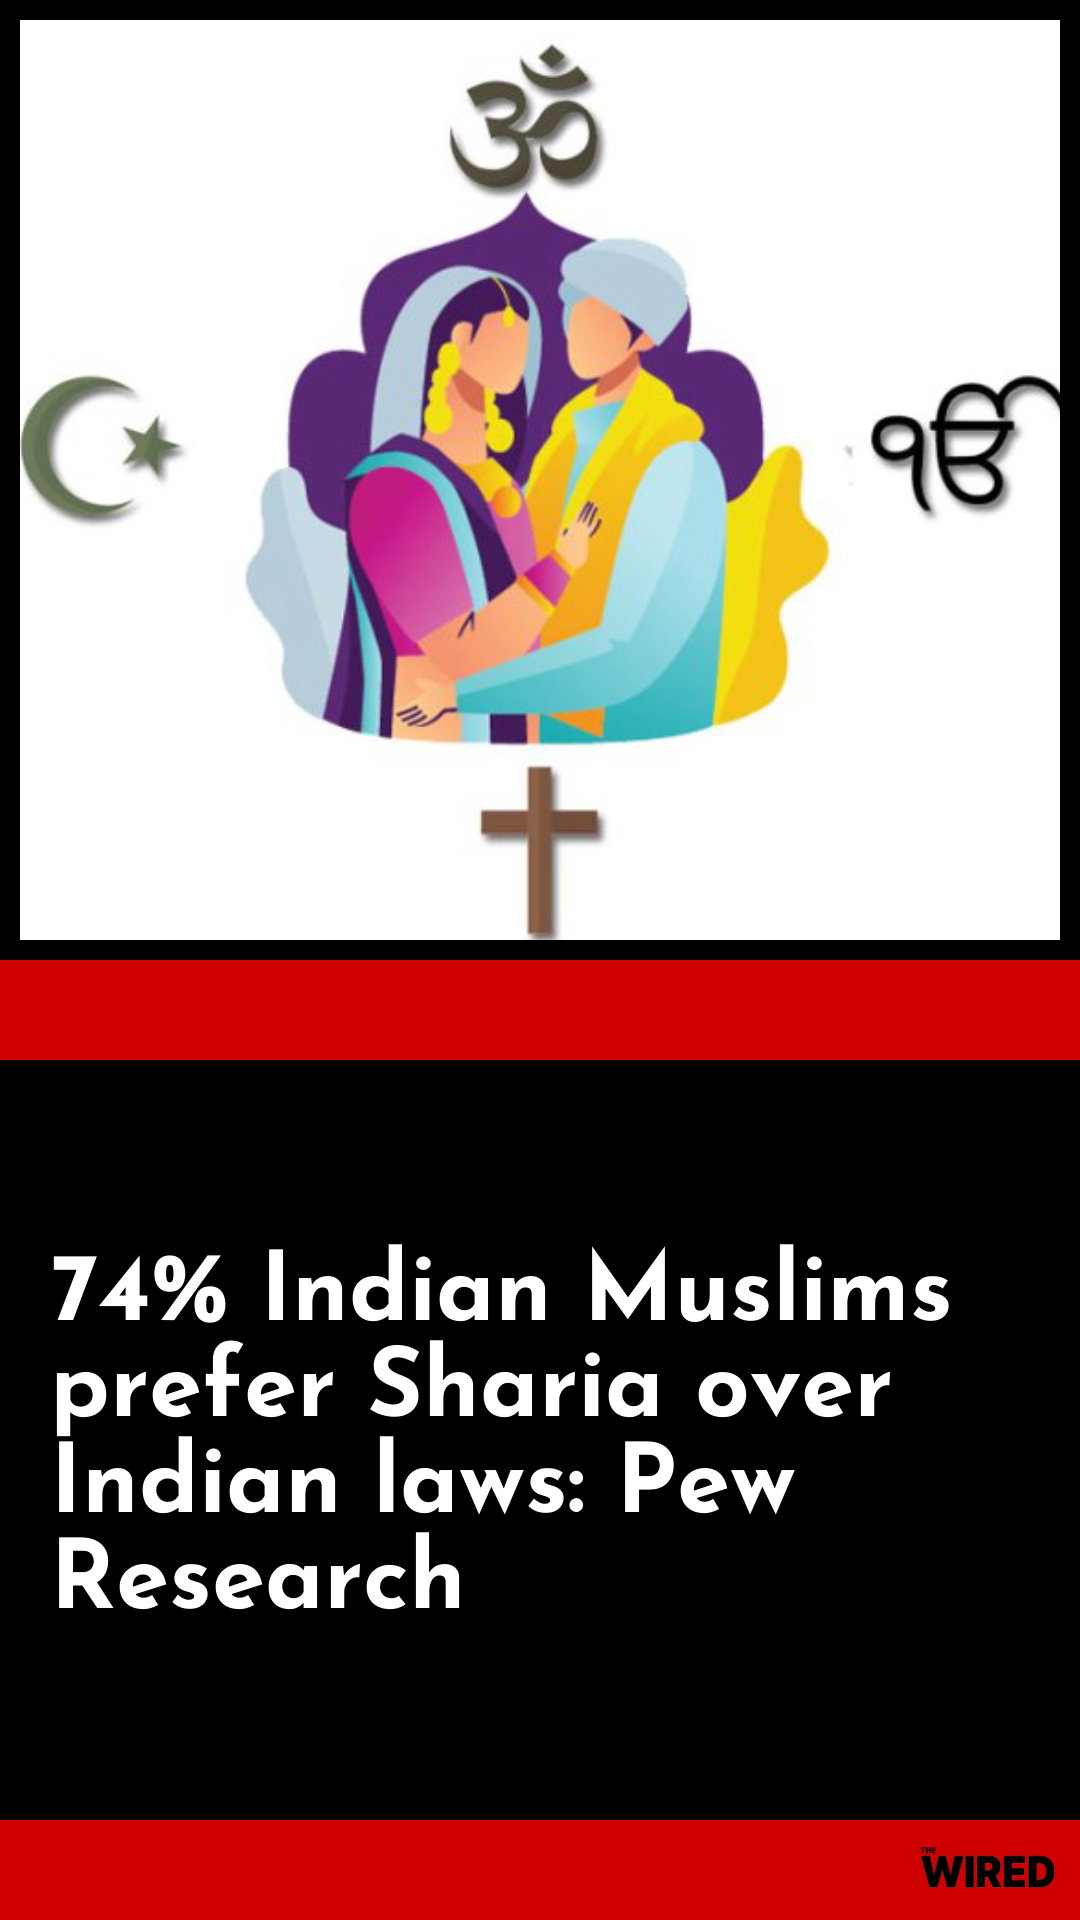 ॐ
ੴ
74% Indian Muslims
prefer Sharia over
Indian laws: Pew
Research
THE
WIRED